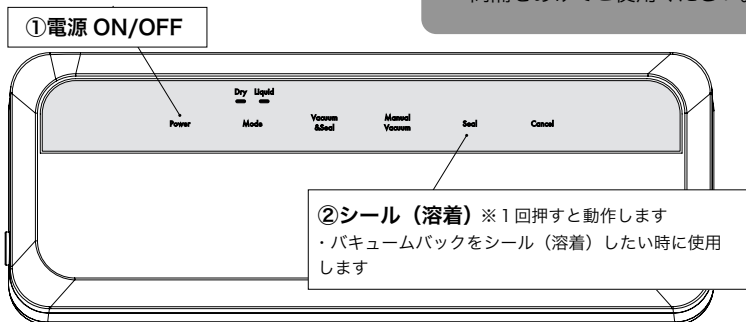 ①電源 ON/OFF
Dry Liquid
Power Mode Vacuum &Seal Manual Vacuum Seal Cancel
②シール（溶着）※１回押すと動作します
・バキュームバックをシール（溶着）したい時に使用
します